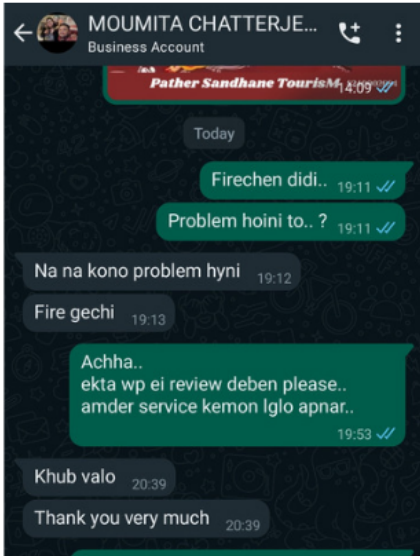 MOUMITA CHATTERJE...
Business Account
Pather Sandhane TourisM
14:09
Today
Firechen didi.. 19:11
Problem hoini to.. ? 19:11
Na na kono problem hyni 19:12
Fire gechi 19:13
Achha..
ekta wp ei review deben please..
amder service kemon lglo apnar..
19:53
Khub valo 20:39
Thank you very much 20:39